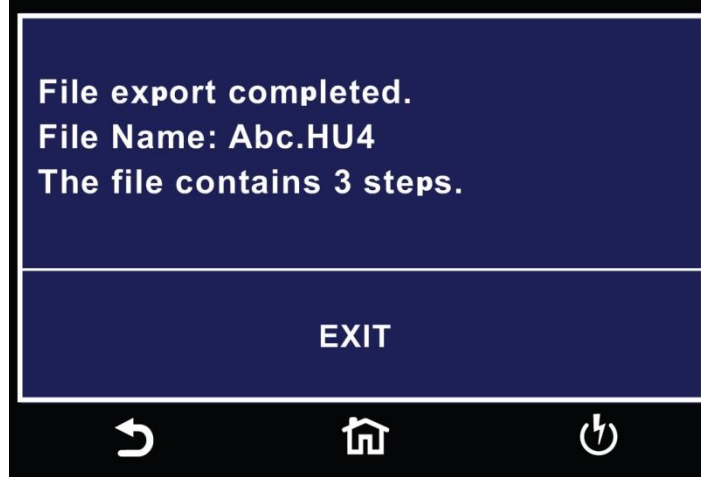 File export completed.
File Name: Abc.HU4
The file contains 3 steps.
EXIT